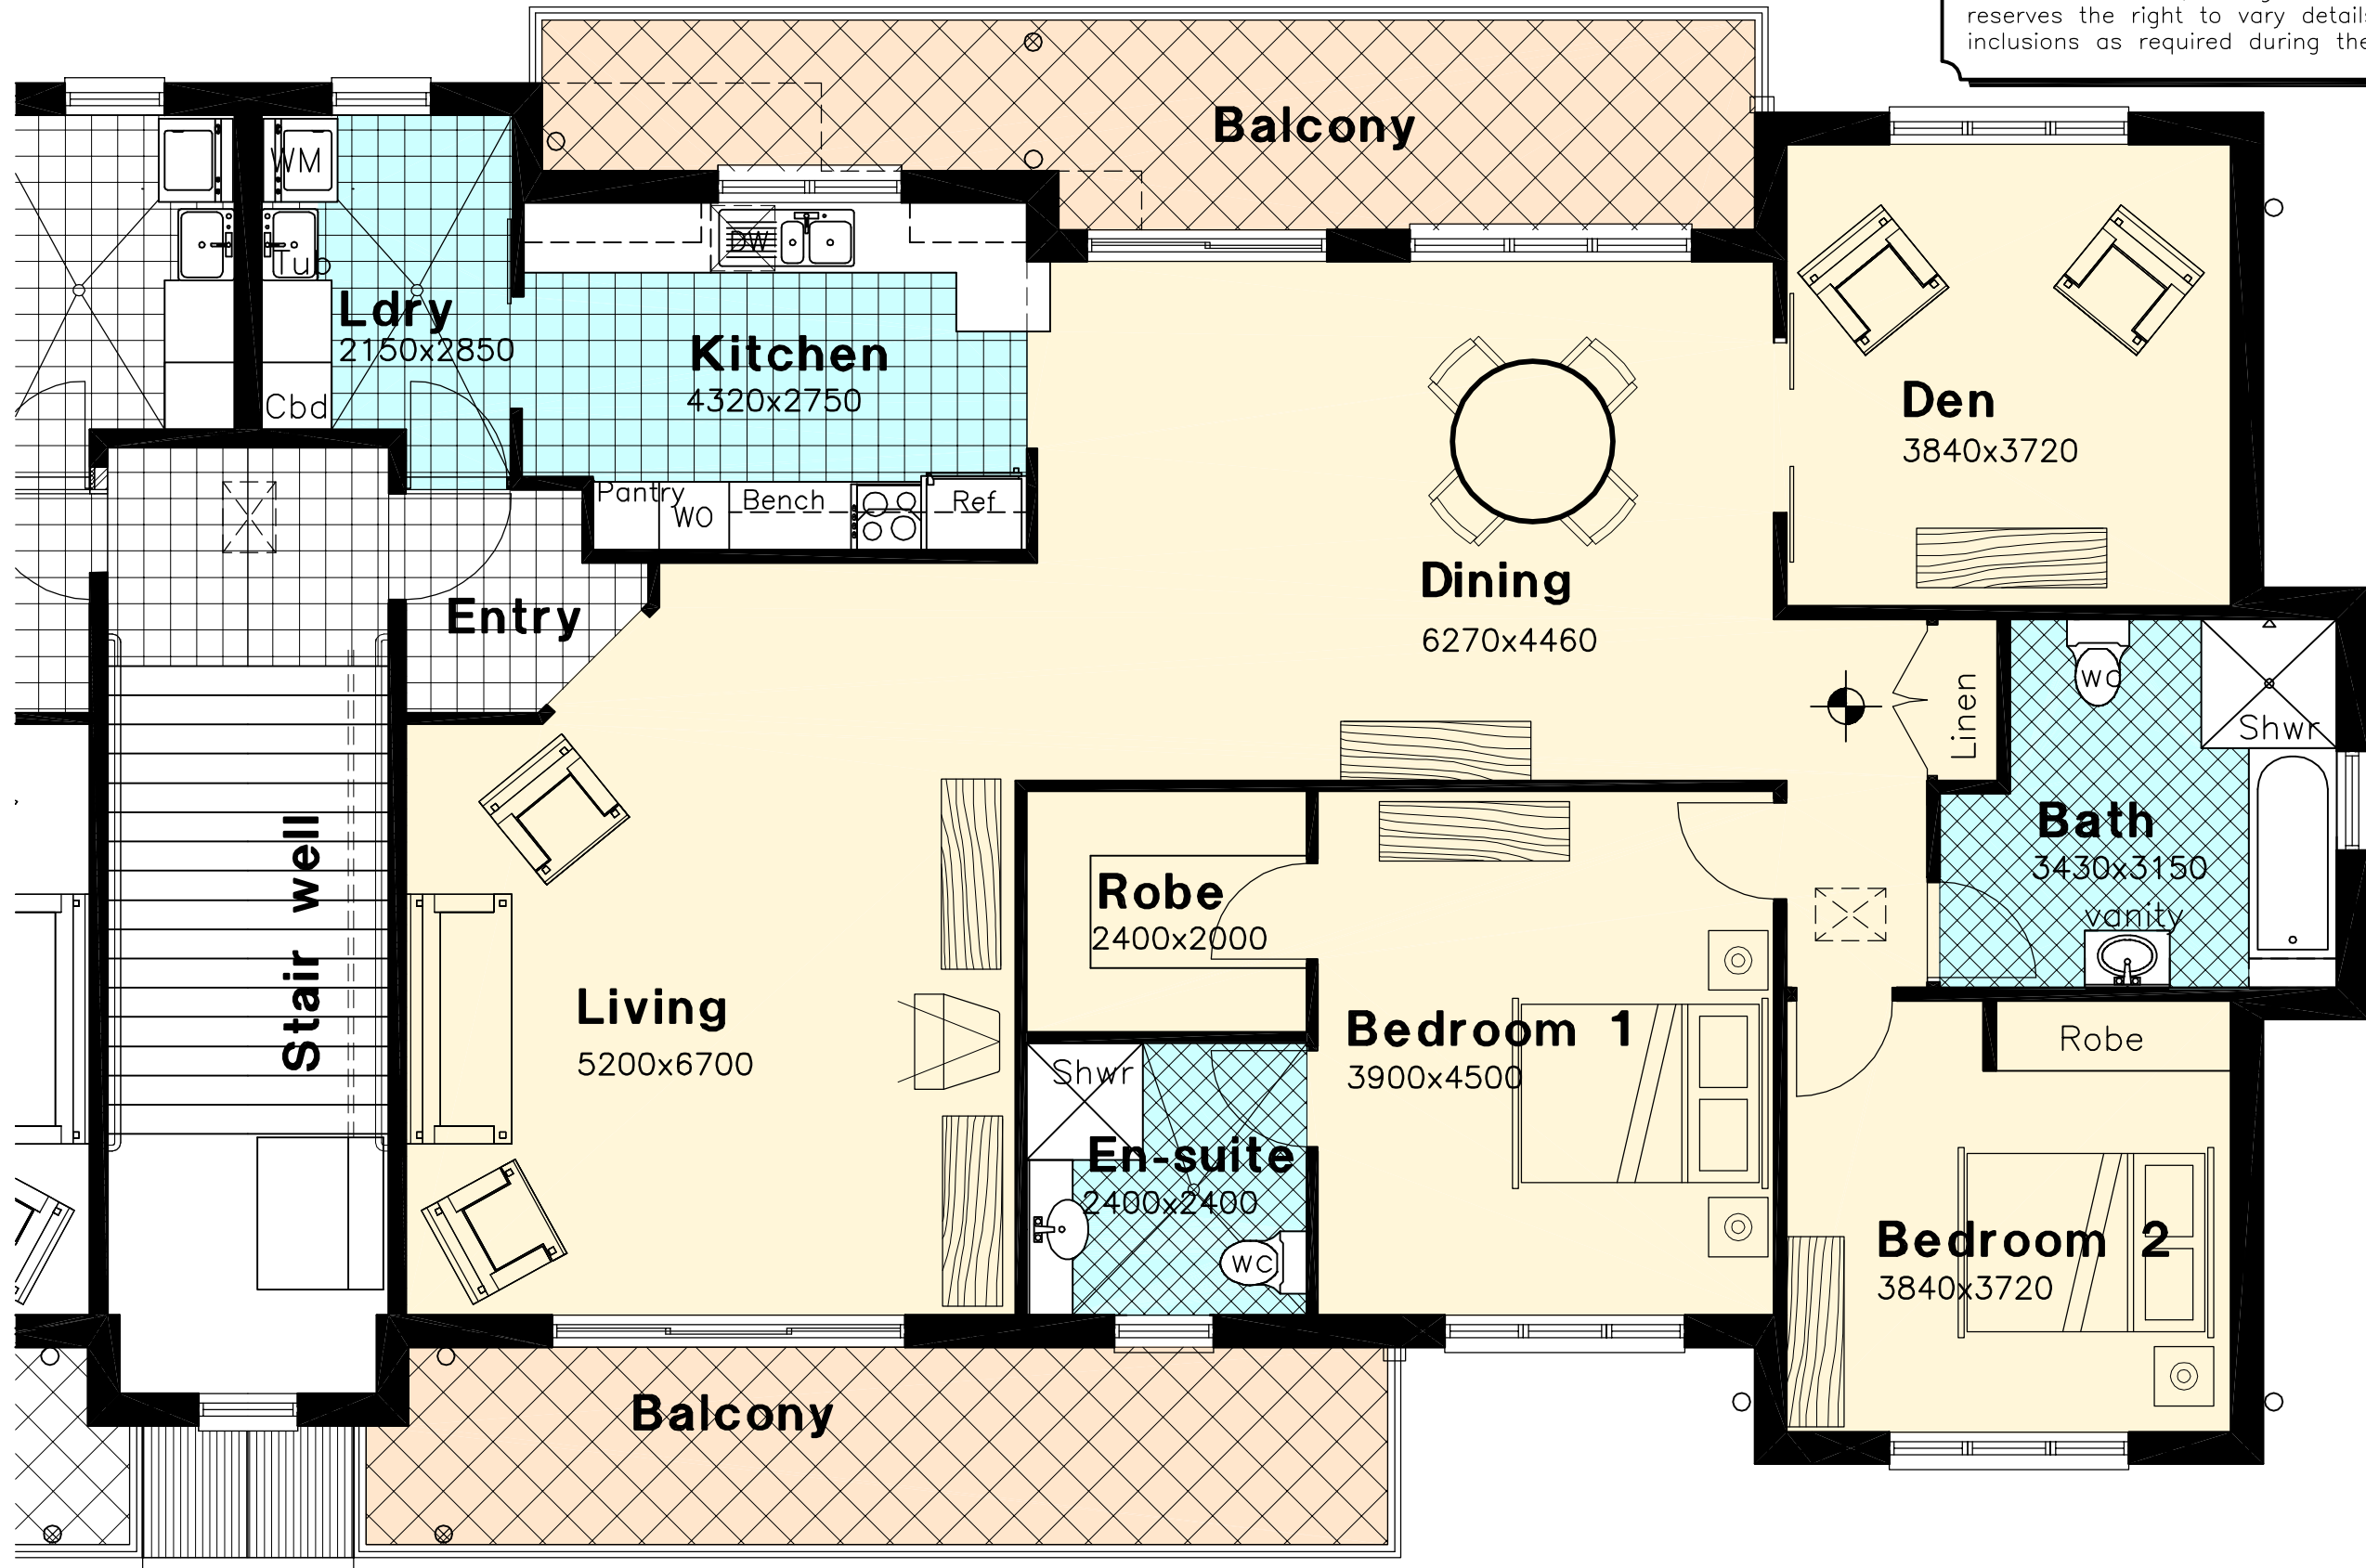 reserves the right to vary details
inclusions as required during the
Balcony
WM
Tub
Ldry
2150x2850
Cbd
DW
Kitchen
4320x2750
Pantry
WO
Bench
Ref
Den
3840x3720
Entry
Dining
6270x4460
Linen
WC
Shwr
Bath
3430x3150
vanity
Stair well
Robe
2400x2000
Living
5200x6700
Bedroom 1
3900x4500
Robe
Shwr
En-suite
2400x2400
WC
Bedroom 2
3840x3720
Balcony